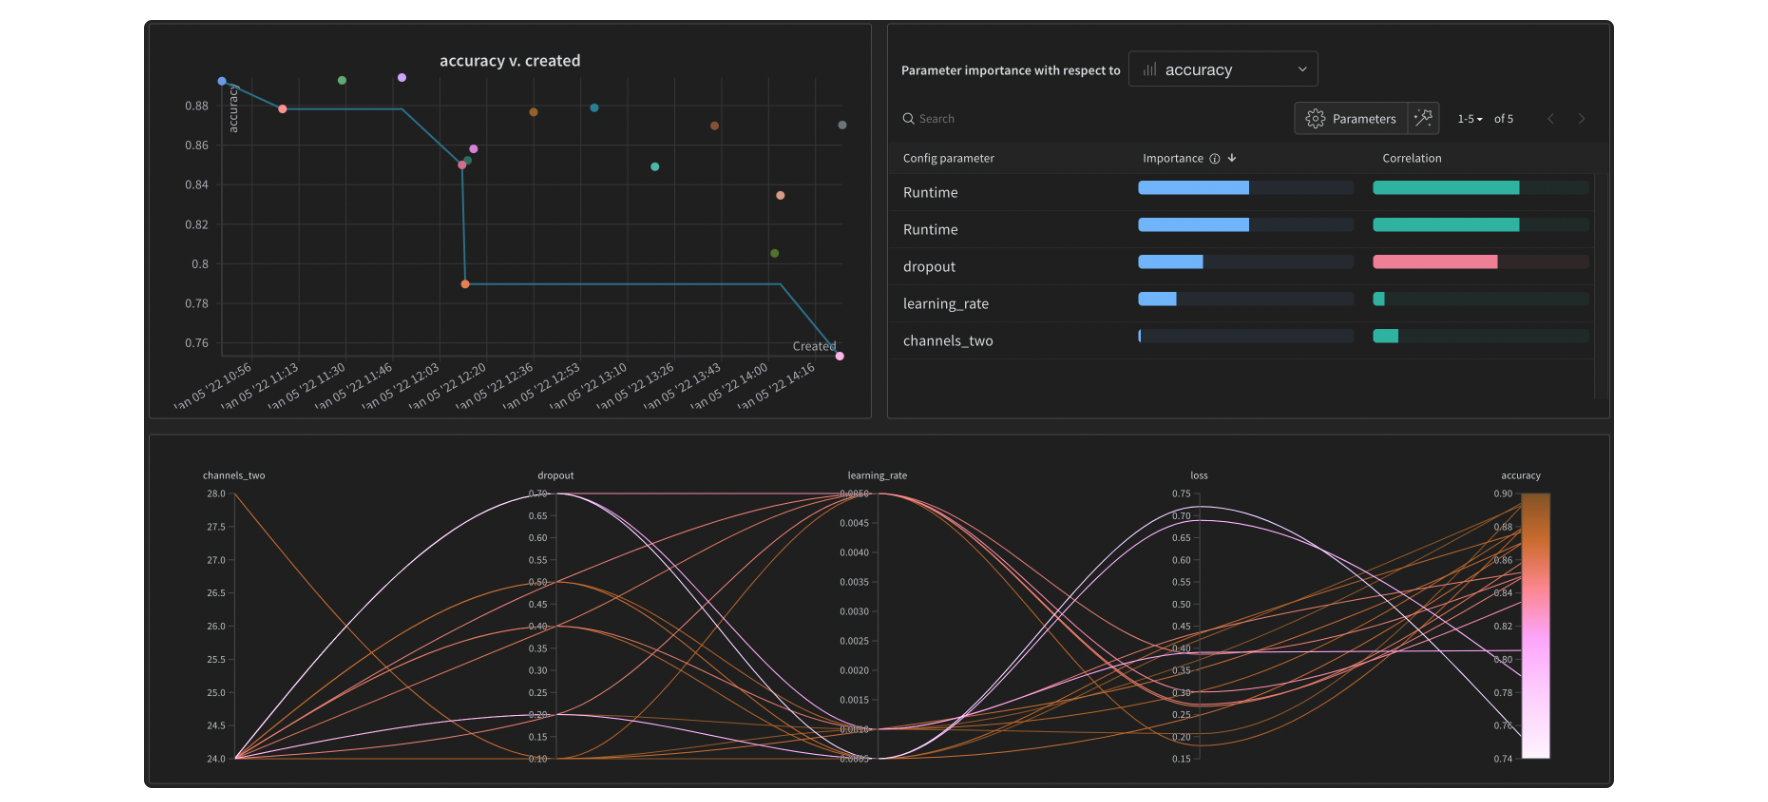 accuracy v. created
accuracy
0.88
0.86
0.84
0.82
0.8
0.78
0.76
Created
Jan 05 '22 10:56
Jan 05 '22 11:13
Jan 05 '22 11:30
Jan 05 '22 11:46
Jan 05 '22 12:03
Jan 05 '22 12:20
Jan 05 '22 12:36
Jan 05 '22 12:53
Jan 05 '22 13:10
Jan 05 '22 13:26
Jan 05 '22 13:43
Jan 05 '22 14:00
Jan 05 '22 14:16
Parameter importance with respect to accuracy
Search Parameters 1-5 of 5
Config parameter Importance Correlation
Runtime
Runtime
dropout
learning_rate
channels_two
channels_two
28.0
27.5
27.0
26.5
26.0
25.5
25.0
24.5
24.0
dropout
0.70
0.65
0.60
0.55
0.50
0.45
0.40
0.35
0.30
0.25
0.20
0.15
0.10
learning_rate
0.0050
0.0045
0.0040
0.0035
0.0030
0.0025
0.0020
0.0015
0.0010
0.0005
loss
0.75
0.70
0.65
0.60
0.55
0.50
0.45
0.40
0.35
0.30
0.25
0.20
0.15
accuracy
0.90
0.88
0.86
0.84
0.82
0.80
0.78
0.76
0.74